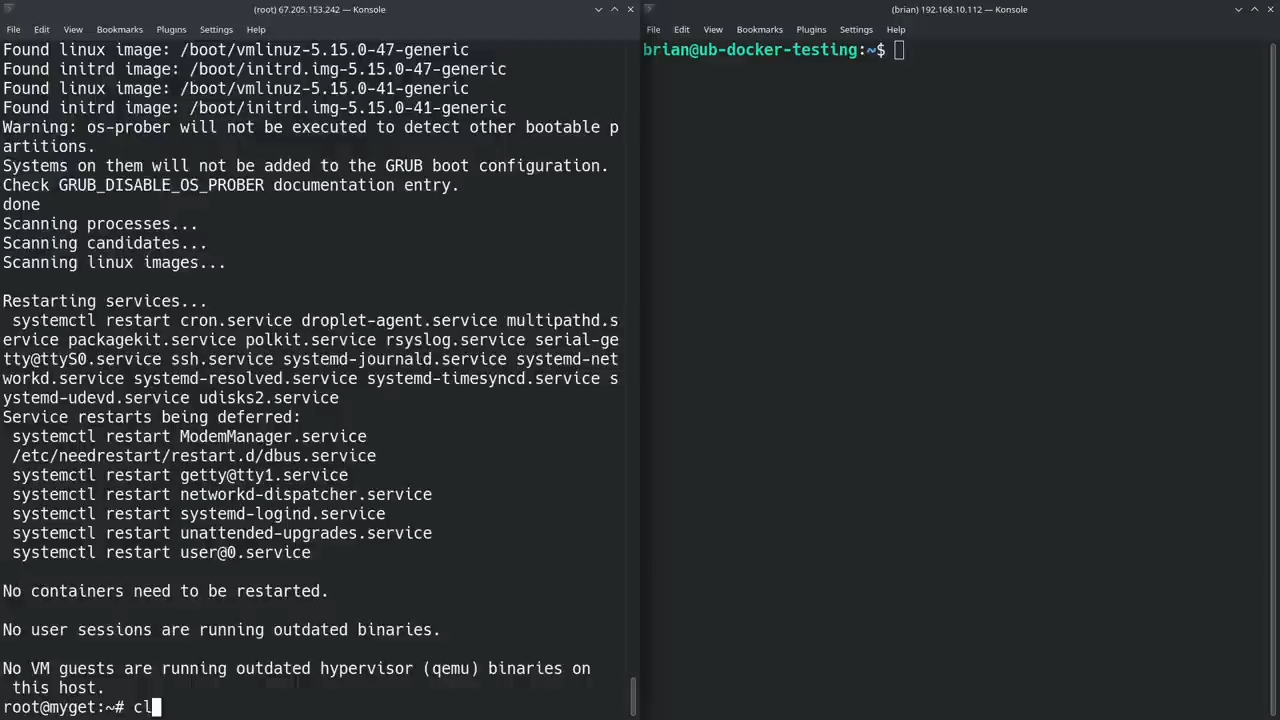 (root) 67.205.153.242 — Konsole
File Edit View Bookmarks Plugins Settings Help
Found linux image: /boot/vmlinuz-5.15.0-47-generic
Found initrd image: /boot/initrd.img-5.15.0-47-generic
Found linux image: /boot/vmlinuz-5.15.0-41-generic
Found initrd image: /boot/initrd.img-5.15.0-41-generic
Warning: os-prober will not be executed to detect other bootable p
artitions.
Systems on them will not be added to the GRUB boot configuration.
Check GRUB_DISABLE_OS_PROBER documentation entry.
done
Scanning processes...
Scanning candidates...
Scanning linux images...
Restarting services...
systemctl restart cron.service droplet-agent.service multipathd.s
ervice packagekit.service polkit.service rsyslog.service serial-ge
tty@ttyS0.service ssh.service systemd-journald.service systemd-net
workd.service systemd-resolved.service systemd-timesyncd.service s
ystemd-udevd.service udisks2.service
Service restarts being deferred:
systemctl restart ModemManager.service
/etc/needrestart/restart.d/dbus.service
systemctl restart getty@tty1.service
systemctl restart networkd-dispatcher.service
systemctl restart systemd-logind.service
systemctl restart unattended-upgrades.service
systemctl restart user@0.service
No containers need to be restarted.
No user sessions are running outdated binaries.
No VM guests are running outdated hypervisor (qemu) binaries on
this host.
root@myget:~# cl
(brian) 192.168.10.112 — Konsole
File Edit View Bookmarks Plugins Settings Help
brian@ub-docker-testing:~$